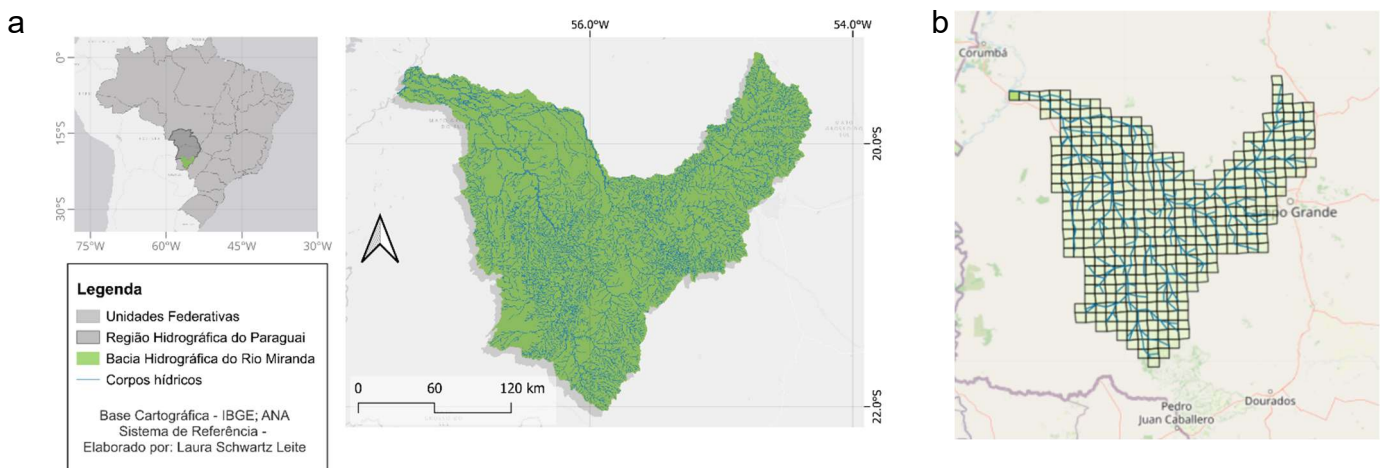 a
0°
15°S
30°S
75°W
60°W
45°W
30°W
Legenda
Unidades Federativas
Região Hidrográfica do Paraguai
Bacia Hidrográfica do Rio Miranda
Corpos hídricos
Base Cartográfica - IBGE; ANA
Sistema de Referência -
Elaborado por: Laura Schwartz Leite
56.0°W
54.0°W
20.0°S
22.0°S
0
60
120 km
b
Corumbá
o Grande
Pedro
Juan Caballero
Dourados